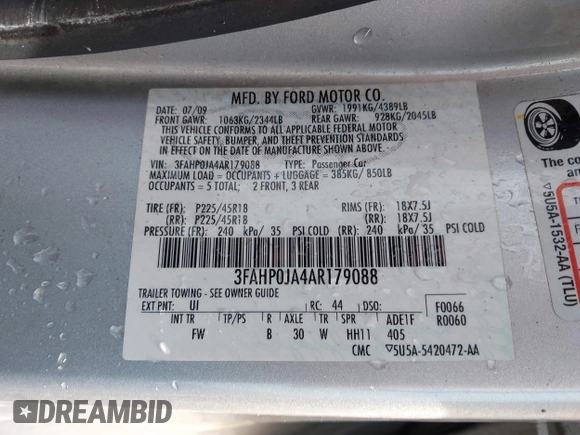 MFD. BY FORD MOTOR CO.
DATE: 07/09 GVWR: 1991KG/4389LB
FRONT GAWR: 1063KG/2344LB REAR GAWR: 928KG/2045LB
THIS VEHICLE CONFORMS TO ALL APPLICABLE FEDERAL MOTOR
VEHICLE SAFETY, BUMPER, AND THEFT PREVENTION STANDARDS
IN EFFECT ON THE DATE OF MANUFACTURE SHOWN ABOVE.
VIN: 3FAHP0JA4AR179088 TYPE: Passenger Car
MAXIMUM LOAD = OCCUPANTS + LUGGAGE = 385KG/ 850LB
OCCUPANTS = 5 TOTAL; 2 FRONT, 3 REAR
TIRE (FR): P225/45R18 RIMS (FR): 18X7.5J
(RR): P225/45R18 (RR): 18X7.5J
PRESSURE (FR): 240 kPa/ 35 PSI COLD (RR): 240 kPa/ 35 PSI COLD
3FAHP0JA4AR179088
TRAILER TOWING - SEE OWNER GUIDE
EXT PNT: UI RC: 44 DSO: F0066
R0060
INT TR TP/PS R AXLE TR SPR ADE1F
FW B 30 W HH11 405
CMC 5U5A-5420472-AA
The co
an
5U5A-1532-AA (TLU)
DREAMBID